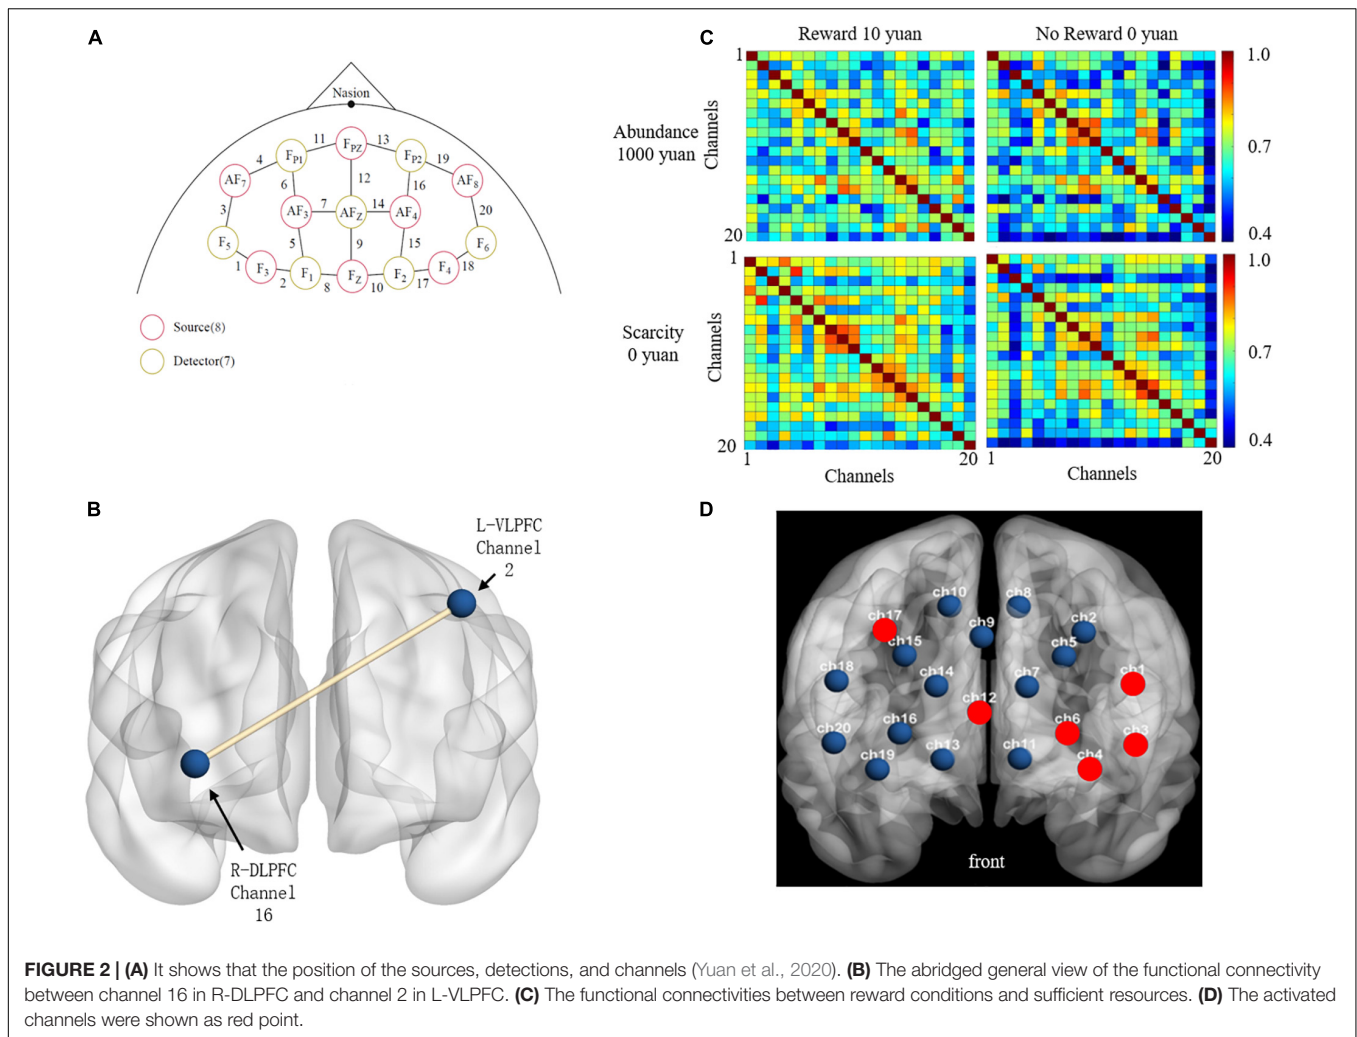 A
Nasion
11
13
FPZ
4
FP1
FP2
19
AF7
6
12
16
AF8
3
AF3
7
AFZ
14
AF4
20
F5
5
9
15
F6
1
F3
2
F1
8
FZ
10
F2
17
F4
18
Source(8)
Detector(7)
C
Reward 10 yuan
No Reward 0 yuan
1
Channels
20
Abundance
1000 yuan
1.0
0.7
0.4
Scarcity
0 yuan
1
Channels
20
1.0
0.7
0.4
1
20
1
20
Channels
Channels
B
L-VLPFC
Channel
2
R-DLPFC
Channel
16
D
ch10
ch8
ch17
ch9
ch2
ch15
ch5
ch18
ch14
ch7
ch1
ch12
ch20
ch16
ch6
ch3
ch19
ch13
ch11
ch4
front
FIGURE 2 | (A) It shows that the position of the sources, detections, and channels (Yuan et al., 2020). (B) The abridged general view of the functional connectivity
between channel 16 in R-DLPFC and channel 2 in L-VLPFC. (C) The functional connectivities between reward conditions and sufficient resources. (D) The activated
channels were shown as red point.